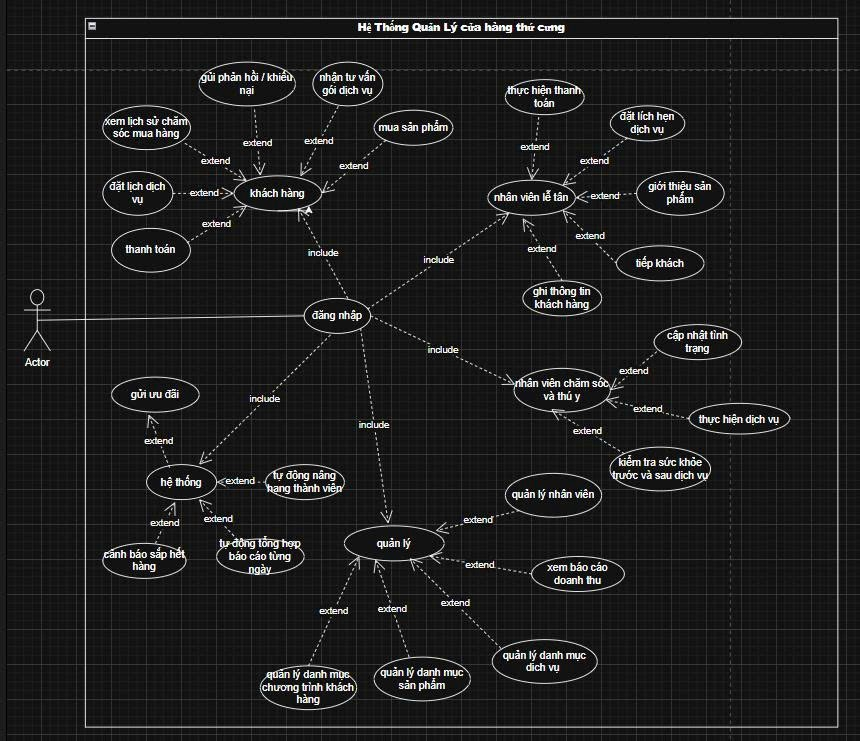 Hệ Thống Quản Lý cửa hàng thú cưng
gửi phản hồi / khiếu
nại
nhận tư vấn
gói dịch vụ
xem lịch sử chăm
sóc mua hàng
mua sản phẩm
extend
extend
extend
extend
đặt lịch dịch
vụ
extend
khách hàng
extend
thanh toán
thực hiện thanh
toán
đặt lích hẹn
dịch vụ
extend
extend
nhân viên lễ tân
extend
giới thiệu sản
phẩm
extend
extend
tiếp khách
ghi thông tin
khách hàng
include
include
đăng nhập
Actor
include
include
include
cập nhật tình
trạng
extend
nhân viên chăm sóc
và thú y
extend
thực hiện dịch vụ
extend
kiểm tra sức khỏe
trước và sau dịch vụ
gửi ưu đãi
extend
hệ thống
extend
tự động nâng
hạng thành viên
extend
extend
cảnh báo sắp hết
hàng
tự động tổng hợp
báo cáo từng
ngày
quản lý nhân viên
extend
quản lý
extend
xem báo cáo
doanh thu
extend
extend
extend
quản lý danh mục
chương trình khách
hàng
quản lý danh mục
sản phẩm
quản lý danh mục
dịch vụ